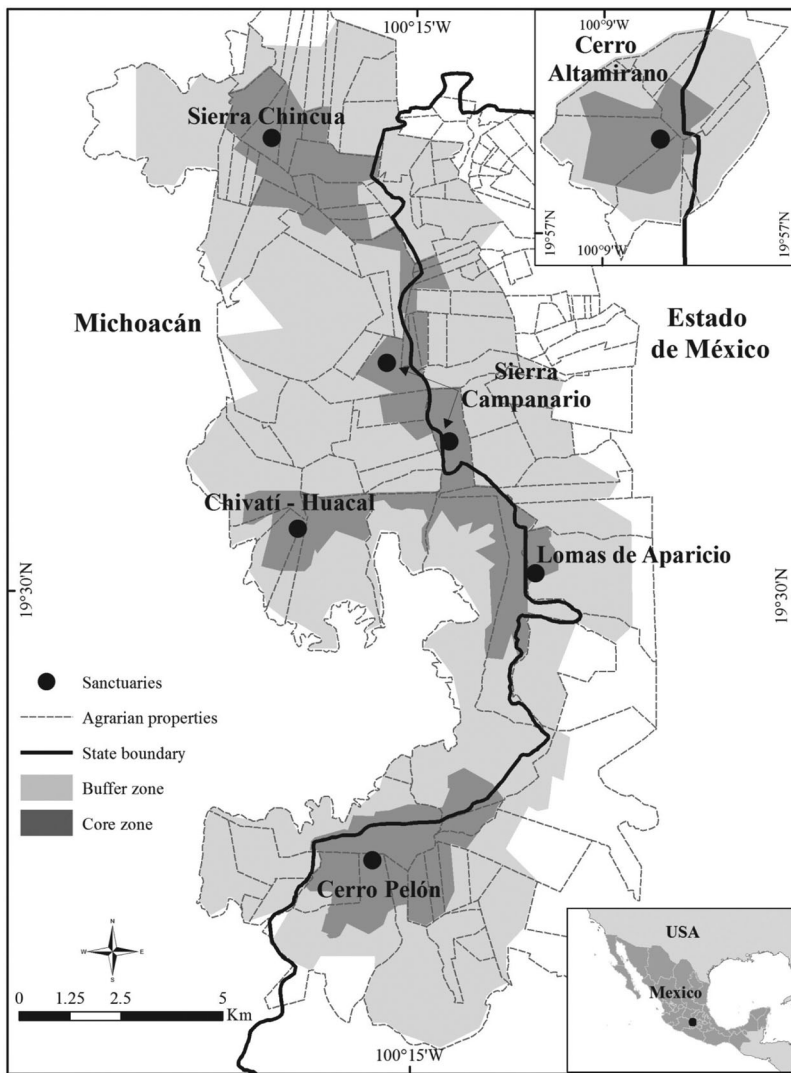 100°15'W
100°9'W
Cerro
Altamirano
Sierra Chincua
19°57'
19°57'
100°9'W
Michoacán
Estado
de México
Sierra
Campanario
Chivatí - Huacal
Lomas de Aparicio
19°30'
19°30'
Sanctuaries
Agrarian properties
State boundary
Buffer zone
Core zone
Cerro Pelón
N
W
E
S
0
1.25
2.5
5
Km
USA
Mexico
100°15'W